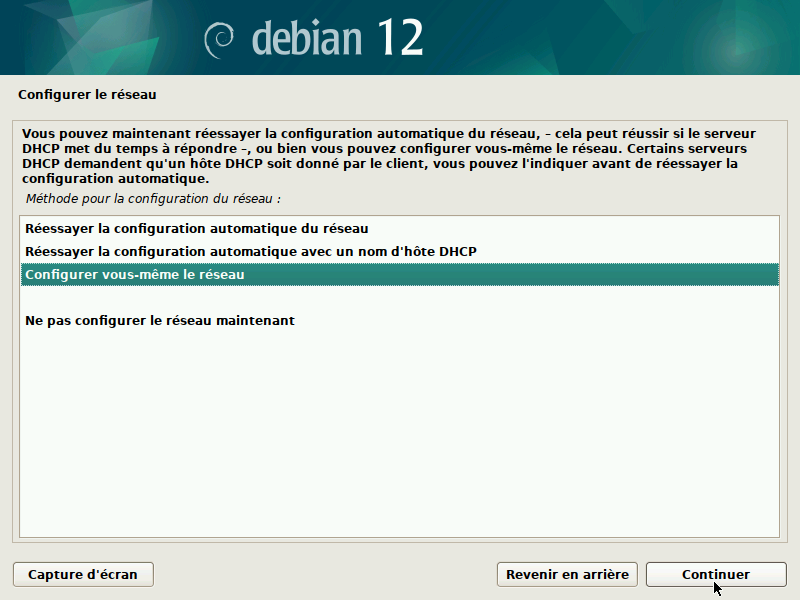 debian 12
Configurer le réseau
Vous pouvez maintenant réessayer la configuration automatique du réseau, – cela peut réussir si le serveur
DHCP met du temps à répondre –, ou bien vous pouvez configurer vous-même le réseau. Certains serveurs
DHCP demandent qu'un hôte DHCP soit donné par le client, vous pouvez l'indiquer avant de réessayer la
configuration automatique.
Méthode pour la configuration du réseau :
Réessayer la configuration automatique du réseau
Réessayer la configuration automatique avec un nom d'hôte DHCP
Configurer vous-même le réseau
Ne pas configurer le réseau maintenant
Capture d'écran
Revenir en arrière
Continuer